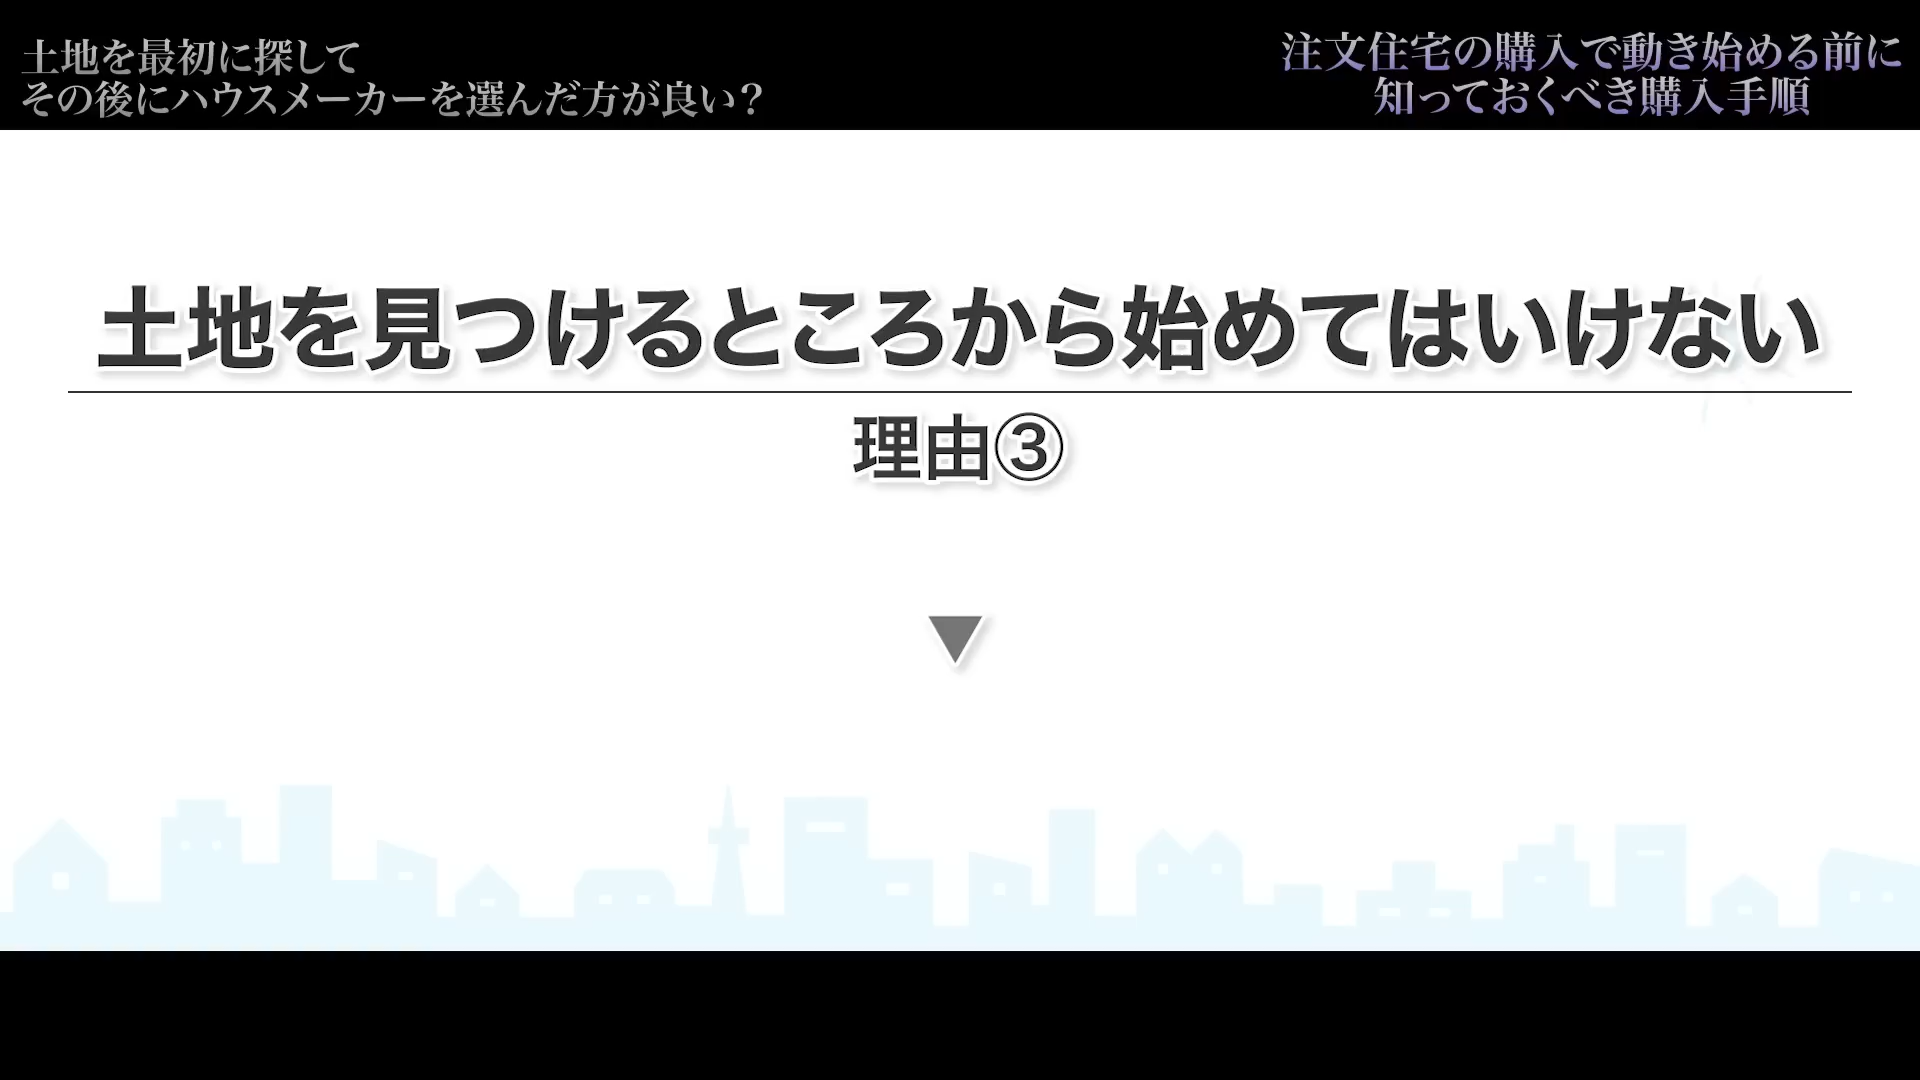 土地を最初に探して
その後にハウスメーカーを選んだ方が良い？
注文住宅の購入で動き始める前に
知っておくべき購入手順
土地を見つけるところから始めてはいけない
理由③
▼